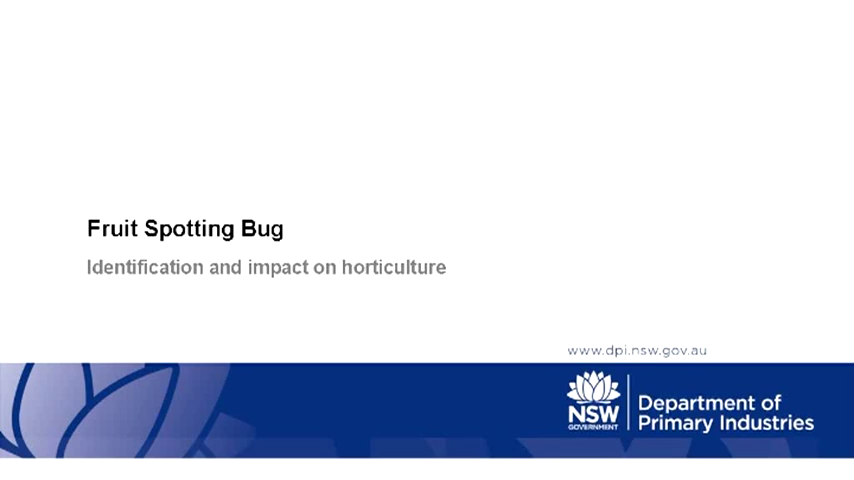 Fruit Spotting Bug
Identification and impact on horticulture
www.dpi.nsw.gov.au
NSW
GOVERNMENT
Department of
Primary Industries